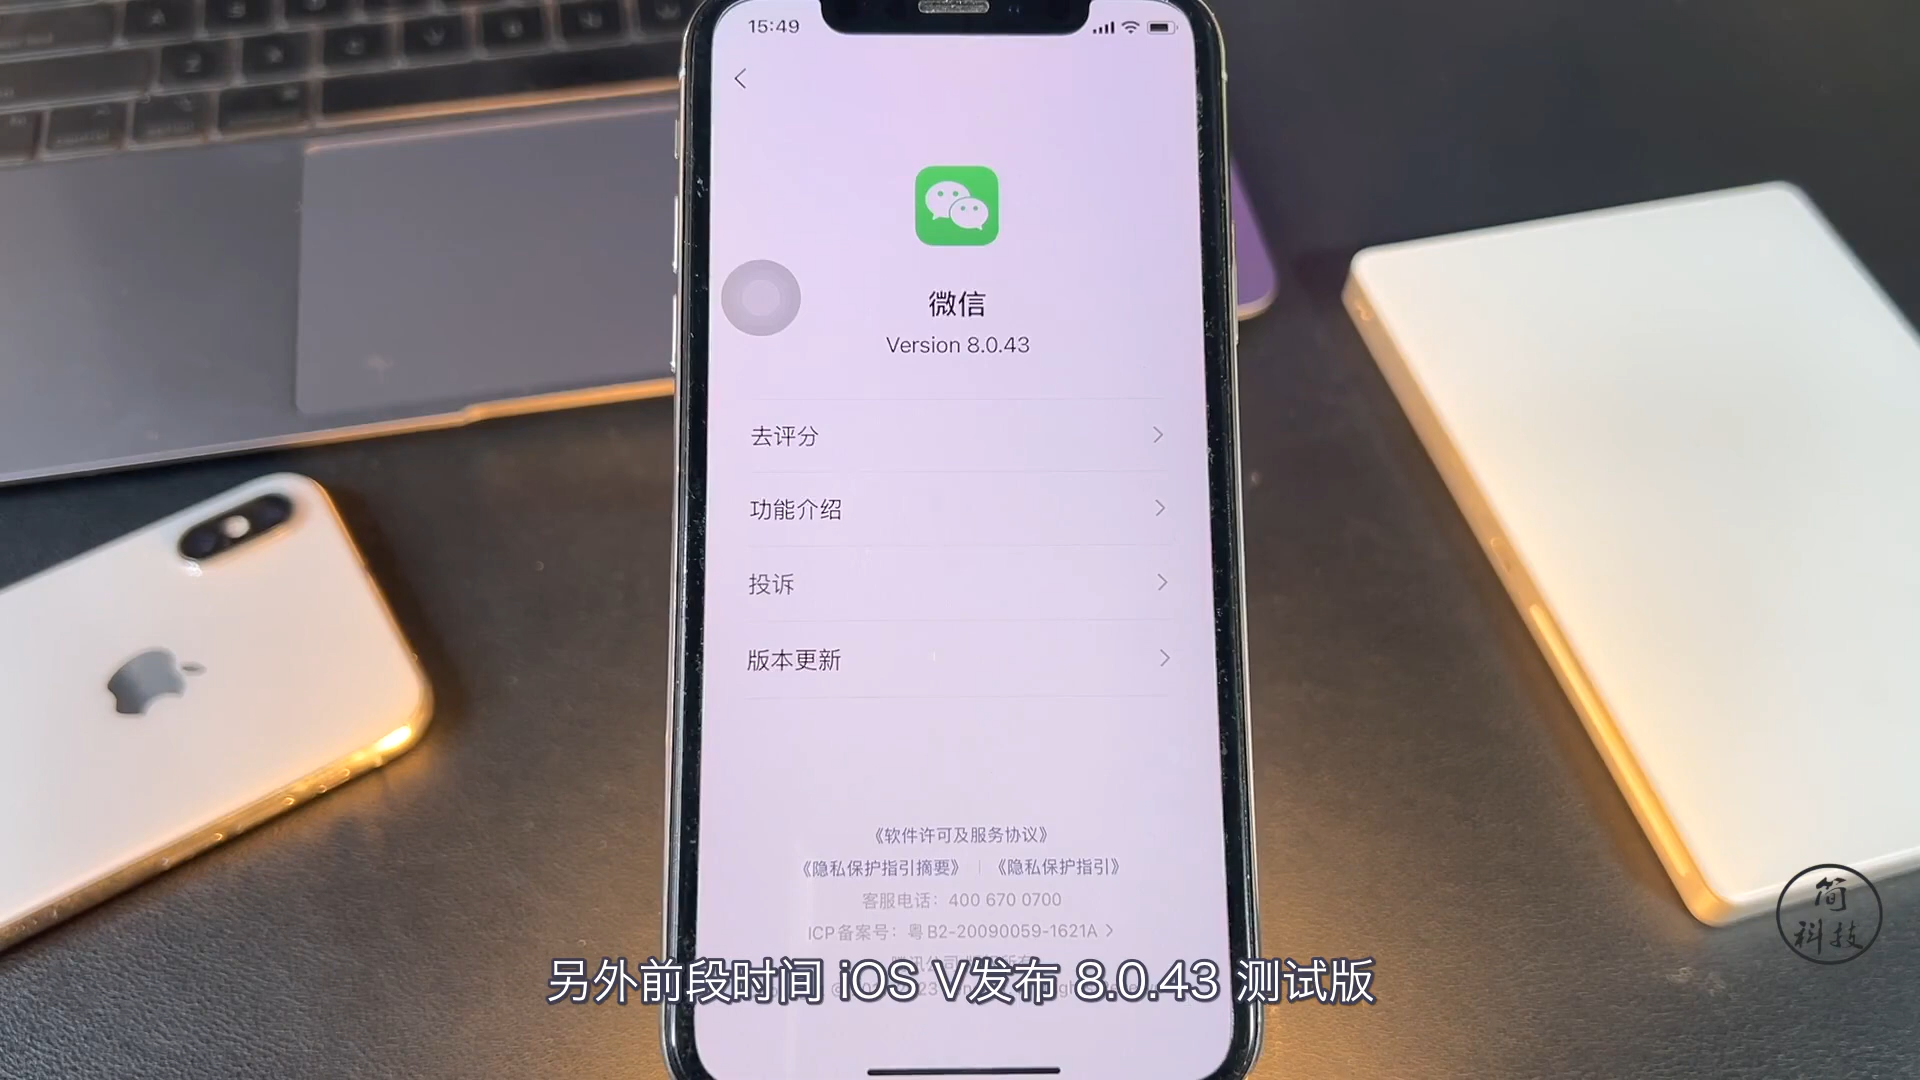 15:49
微信
Version 8.0.43
去评分
功能介绍
投诉
版本更新
《软件许可及服务协议》
《隐私保护指引摘要》 | 《隐私保护指引》
客服电话：400 670 0700
ICP备案号：粤B2-20090059-1621A >
另外前段时间 iOS V发布 8.0.43 测试版
简
科技